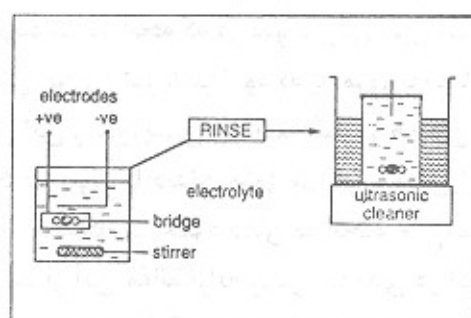 electrodes
+ve -ve
RINSE
electrolyte
bridge
stirrer
ultrasonic
cleaner